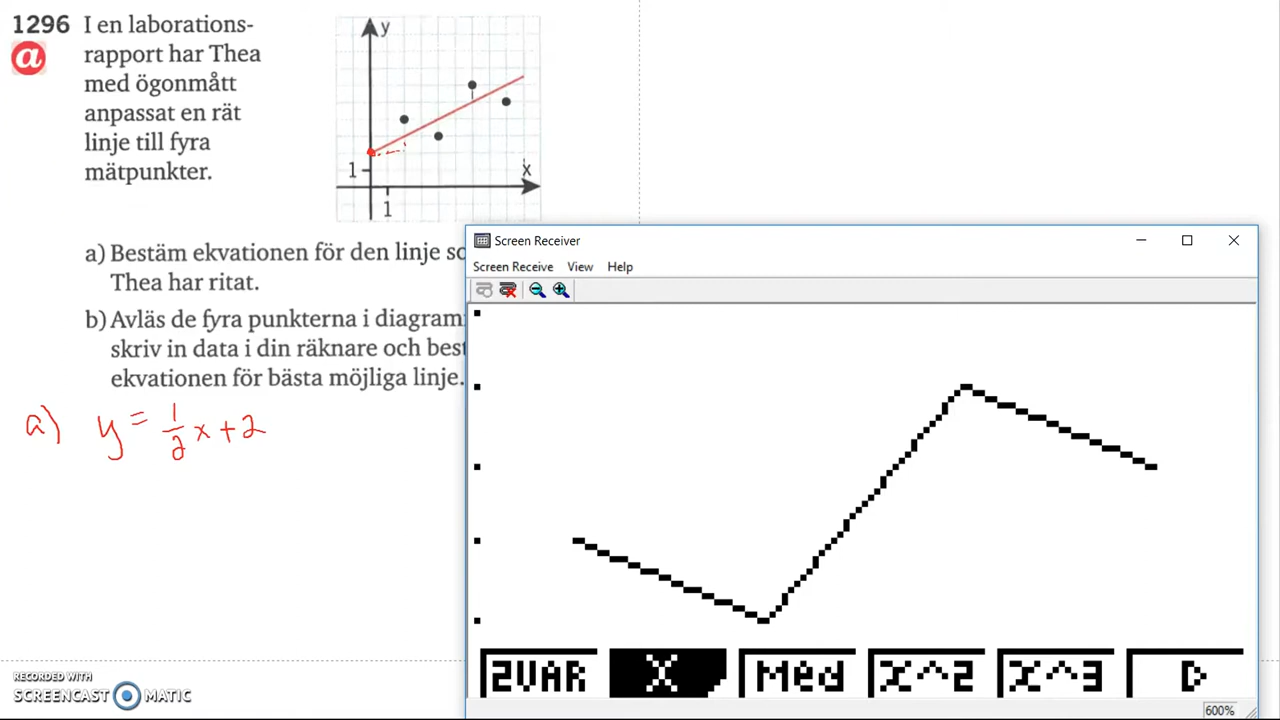 1296 I en laborations-
a rapport har Thea
med ögonmått
anpassat en rät
linje till fyra
mätpunkter.
y
1
x
1
a) Bestäm ekvationen för den linje so
Thea har ritat.
b) Avläs de fyra punkterna i diagram
skriv in data i din räknare och best
ekvationen för bästa möjliga linje.
a) y = 1/2 x + 2
Screen Receiver
Screen Receive View Help
2VAR X Med X^2 X^3 ▷
600%
RECORDED WITH
SCREENCAST MATIC